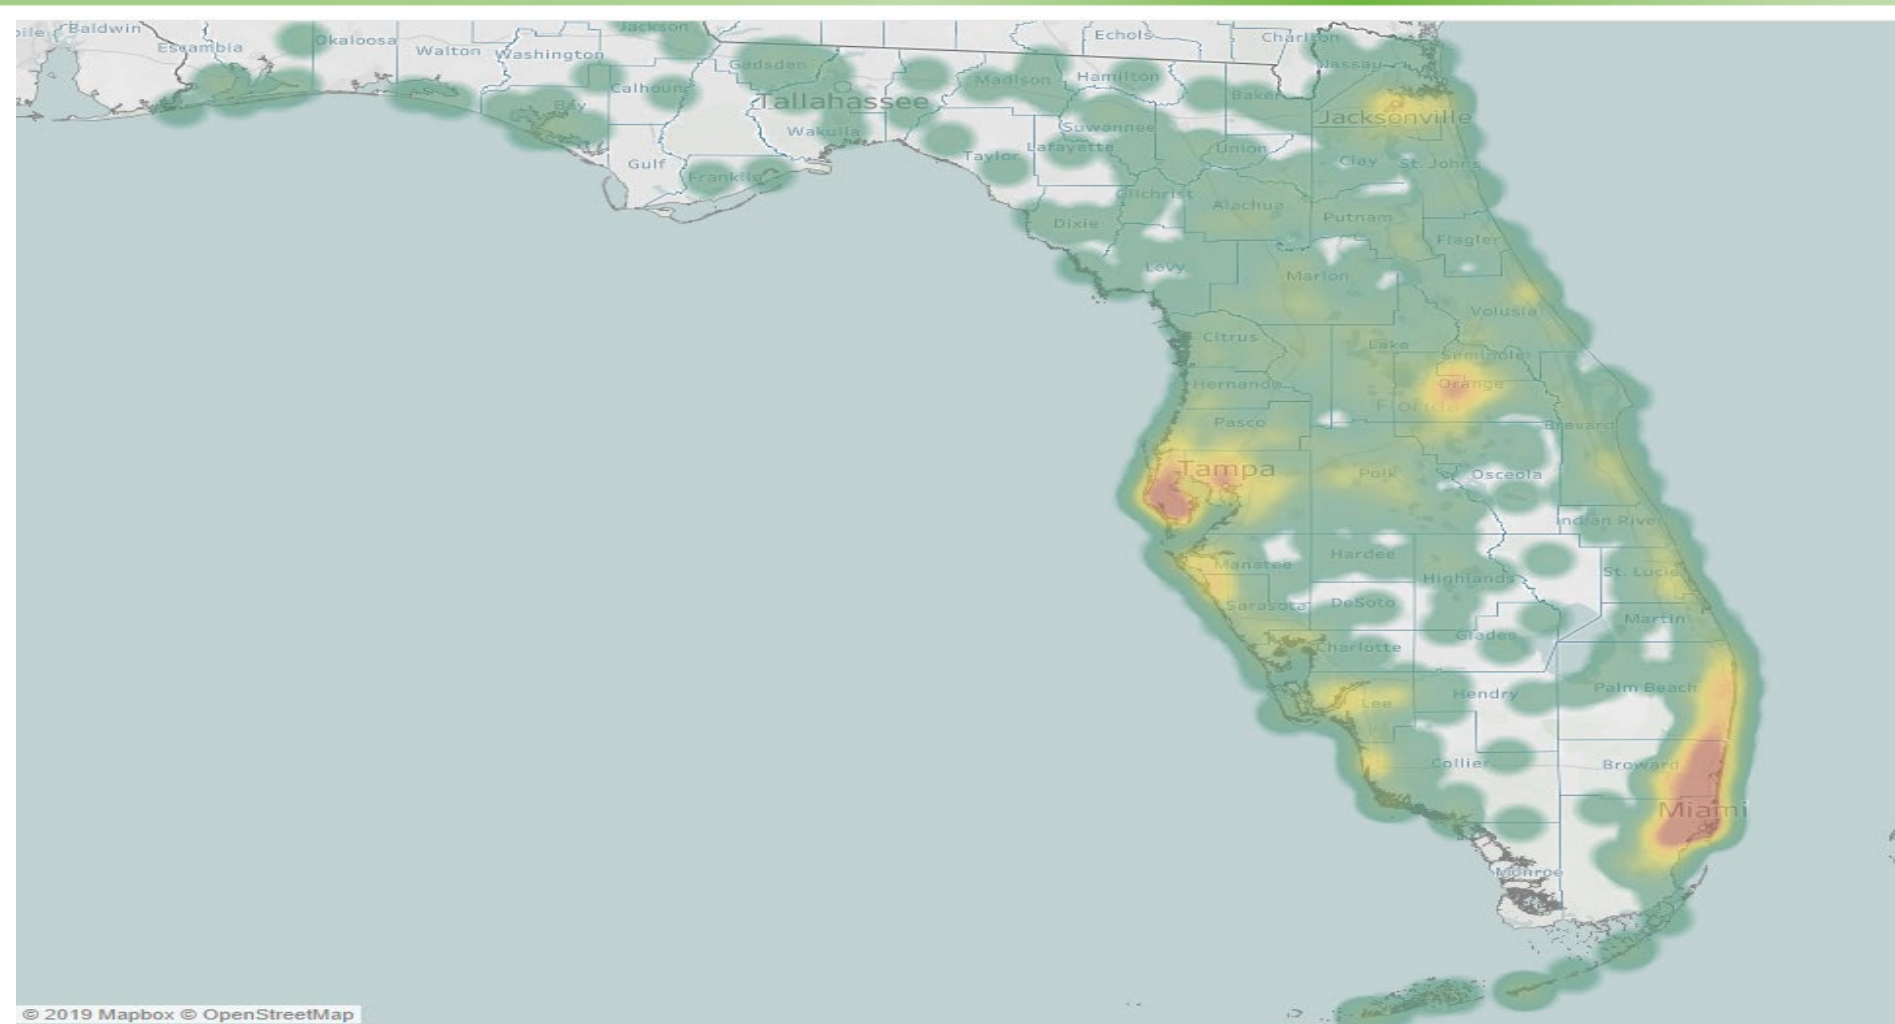 Baldwin
Escambia
Okaloosa
Walton
Washington
Jackson
Gadsden
Echols
Charlton
Nassau
Madison
Hamilton
Baker
Calhoun
Bay
Tallahassee
Jacksonville
Wakulla
Suwannee
Gulf
Franklin
Taylor
Lafayette
Union
Clay
St. Johns
Gilchrist
Alachua
Putnam
Dixie
Flagler
Levy
Marion
Volusia
Citrus
Lake
Seminole
Hernando
Orange
Florida
Pasco
Brevard
Tampa
Polk
Osceola
Indian River
Manatee
Hardee
Highlands
St. Lucie
Sarasota
DeSoto
Martin
Glades
Charlotte
Palm Beach
Hendry
Lee
Collier
Broward
Miami
Monroe
© 2019 Mapbox © OpenStreetMap